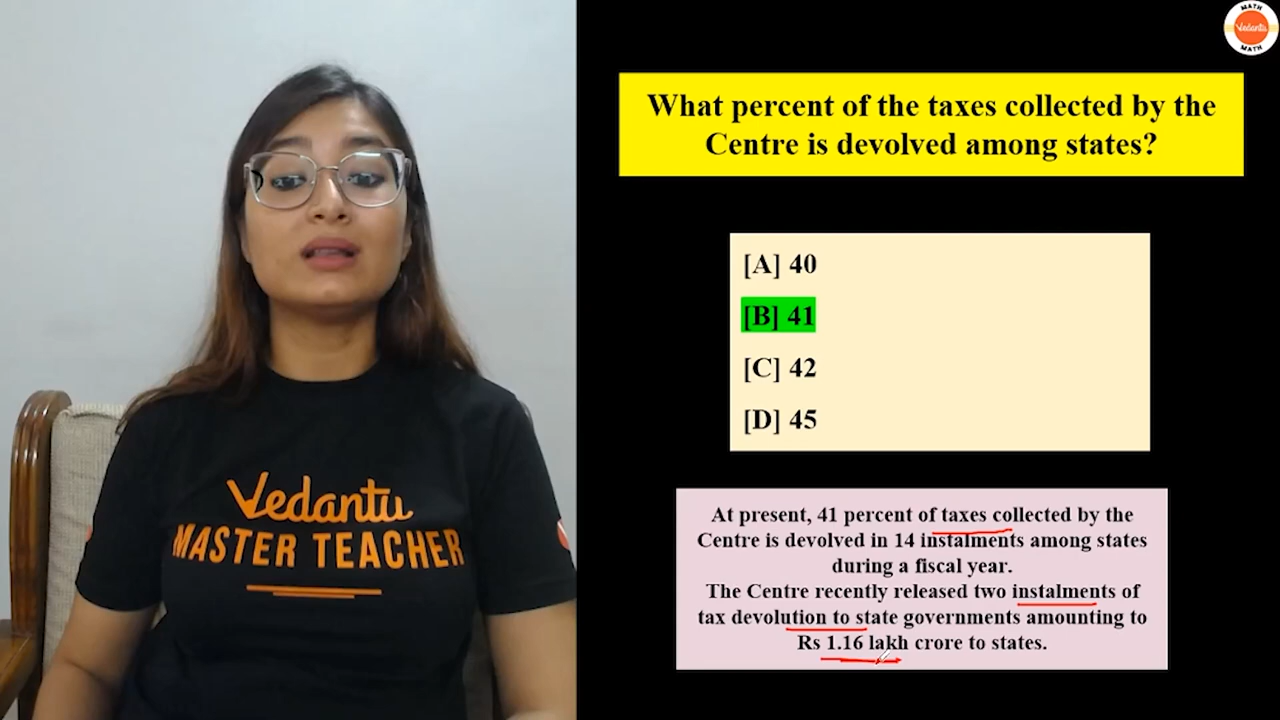 MATH
Vedantu
MATH
What percent of the taxes collected by the
Centre is devolved among states?
[A] 40
[B] 41
[C] 42
[D] 45
At present, 41 percent of taxes collected by the
Centre is devolved in 14 instalments among states
during a fiscal year.
The Centre recently released two instalments of
tax devolution to state governments amounting to
Rs 1.16 lakh crore to states.
Vedantu
MASTER TEACHER